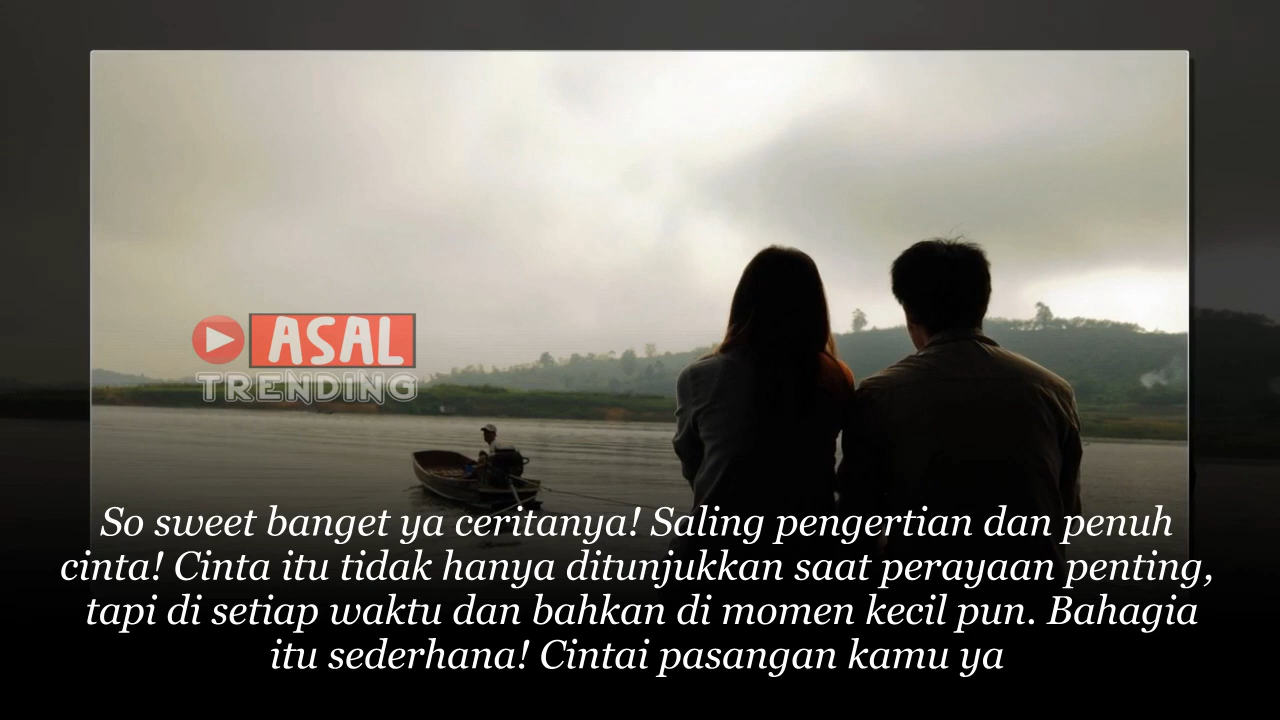 ASAL
TRENDING
So sweet banget ya ceritanya! Saling pengertian dan penuh
cinta! Cinta itu tidak hanya ditunjukkan saat perayaan penting,
tapi di setiap waktu dan bahkan di momen kecil pun. Bahagia
itu sederhana! Cintai pasangan kamu ya